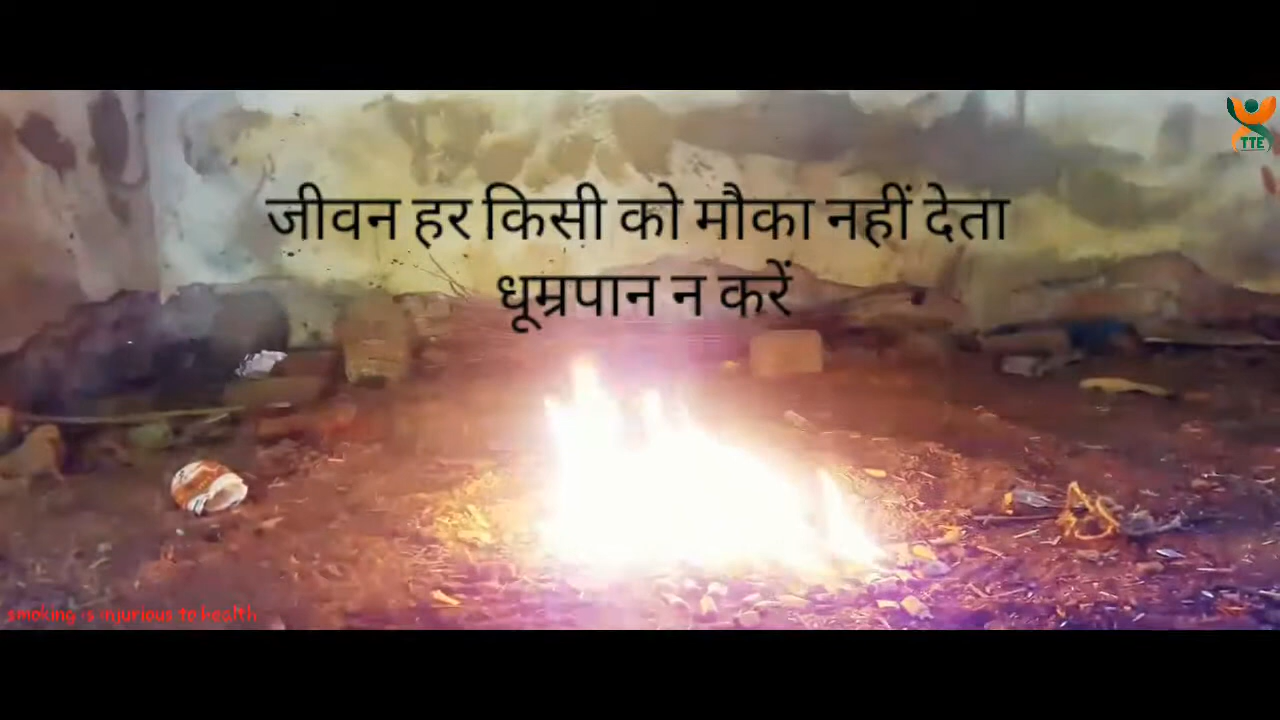 TTE
जीवन हर किसी को मौका नहीं देता
धूम्रपान न करें
smoking is injurious to health